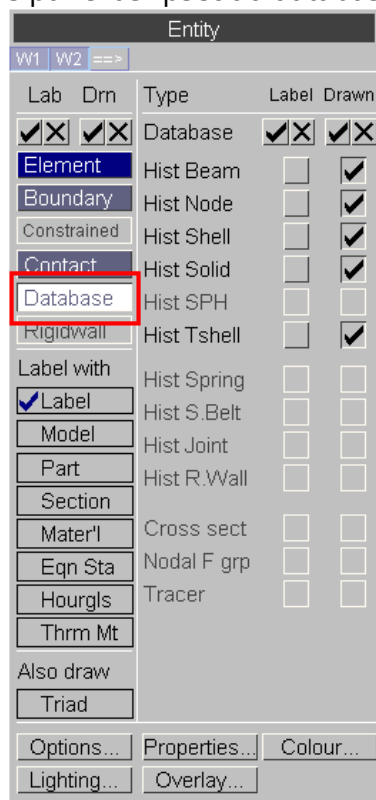 Entity
W1 W2 ==>
Lab Drn Type Label Drawn
Database
Element Hist Beam
Boundary Hist Node
Constrained Hist Shell
Contact Hist Solid
Database Hist SPH
Rigidwall Hist Tshell
Label with Hist Spring
Label Hist S.Belt
Model Hist Joint
Part Hist R.Wall
Section
Mater'l Cross sect
Eqn Sta Nodal F grp
Hourgls Tracer
Thrm Mt
Also draw
Triad
Options... Properties... Colour...
Lighting... Overlay...